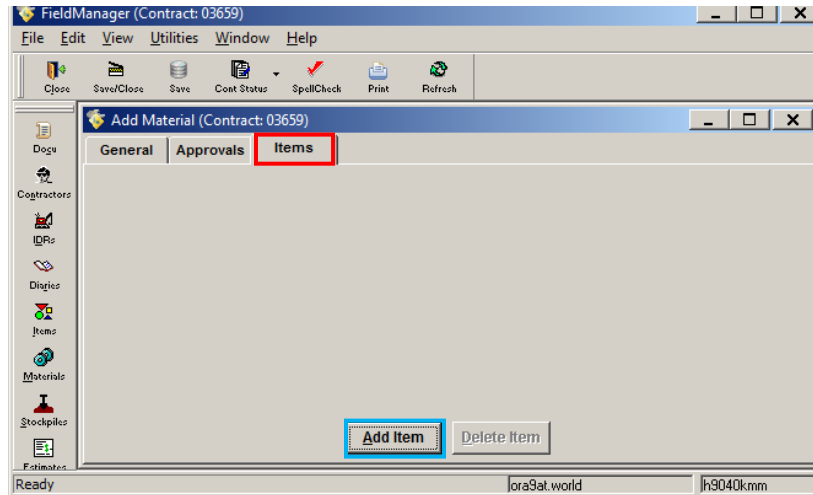 FieldManager (Contract: 03659)
File Edit View Utilities Window Help
Close Save/Close Save Cont Status SpellCheck Print Refresh
Add Material (Contract: 03659)
General Approvals Items
Docu
Contractors
IDRs
Diaries
Items
Materials
Stockpiles
Add Item Delete Item
Estimates
Ready ora9at.world h9040kmm